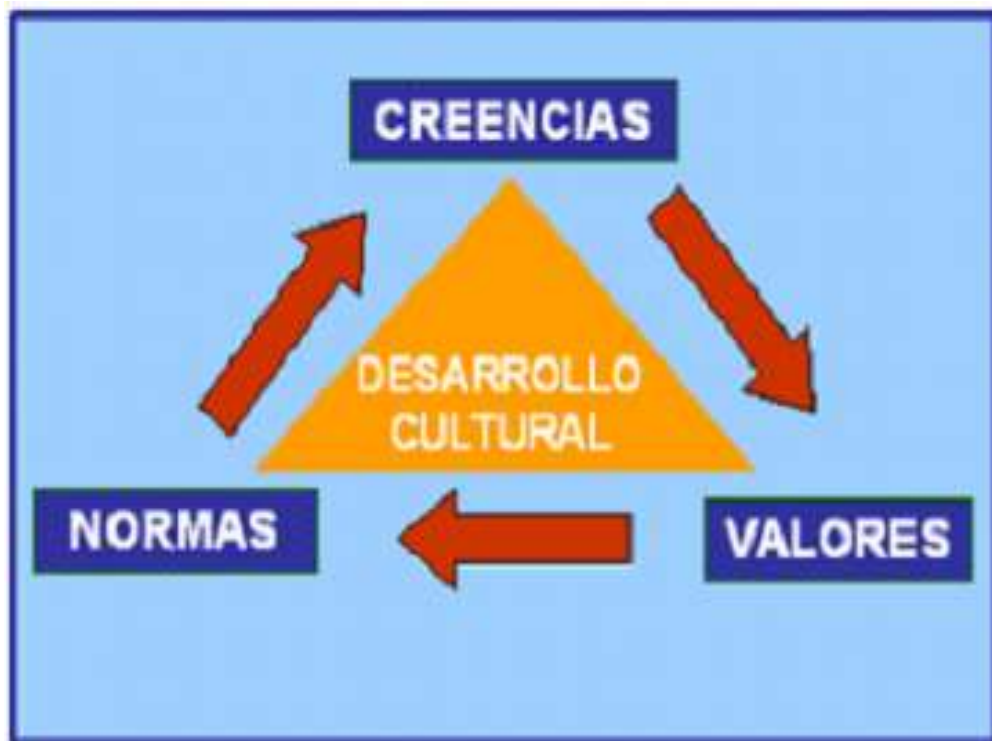 CREENCIAS
DESARROLLO
CULTURAL
NORMAS
VALORES